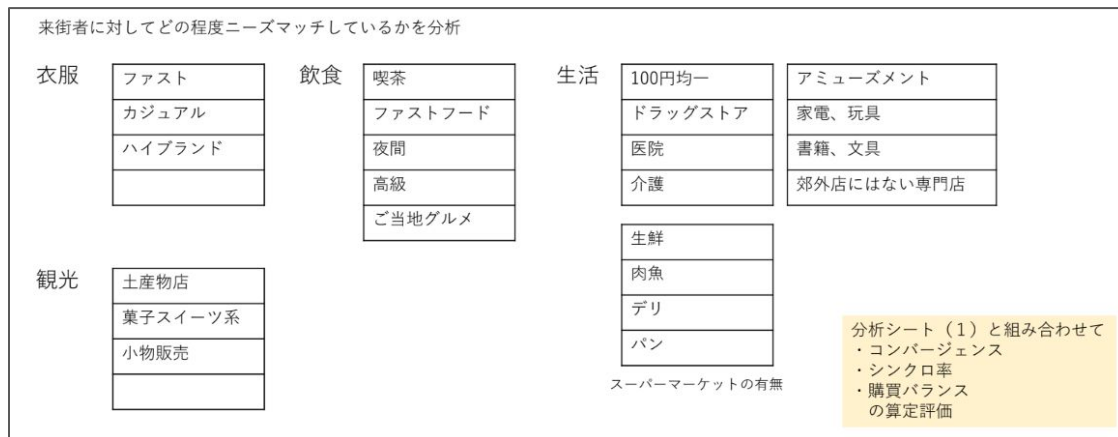 来街者に対してどの程度ニーズマッチしているかを分析
衣服
ファスト
カジュアル
ハイブランド
飲食
喫茶
ファストフード
夜間
高級
ご当地グルメ
生活
100円均一
ドラッグストア
医院
介護
アミューズメント
家電、玩具
書籍、文具
郊外店にはない専門店
生鮮
肉魚
デリ
パン
スーパーマーケットの有無
観光
土産物店
菓子スイーツ系
小物販売
分析シート（1）と組み合わせて
・コンバージェンス
・シンクロ率
・購買バランス
の算定評価